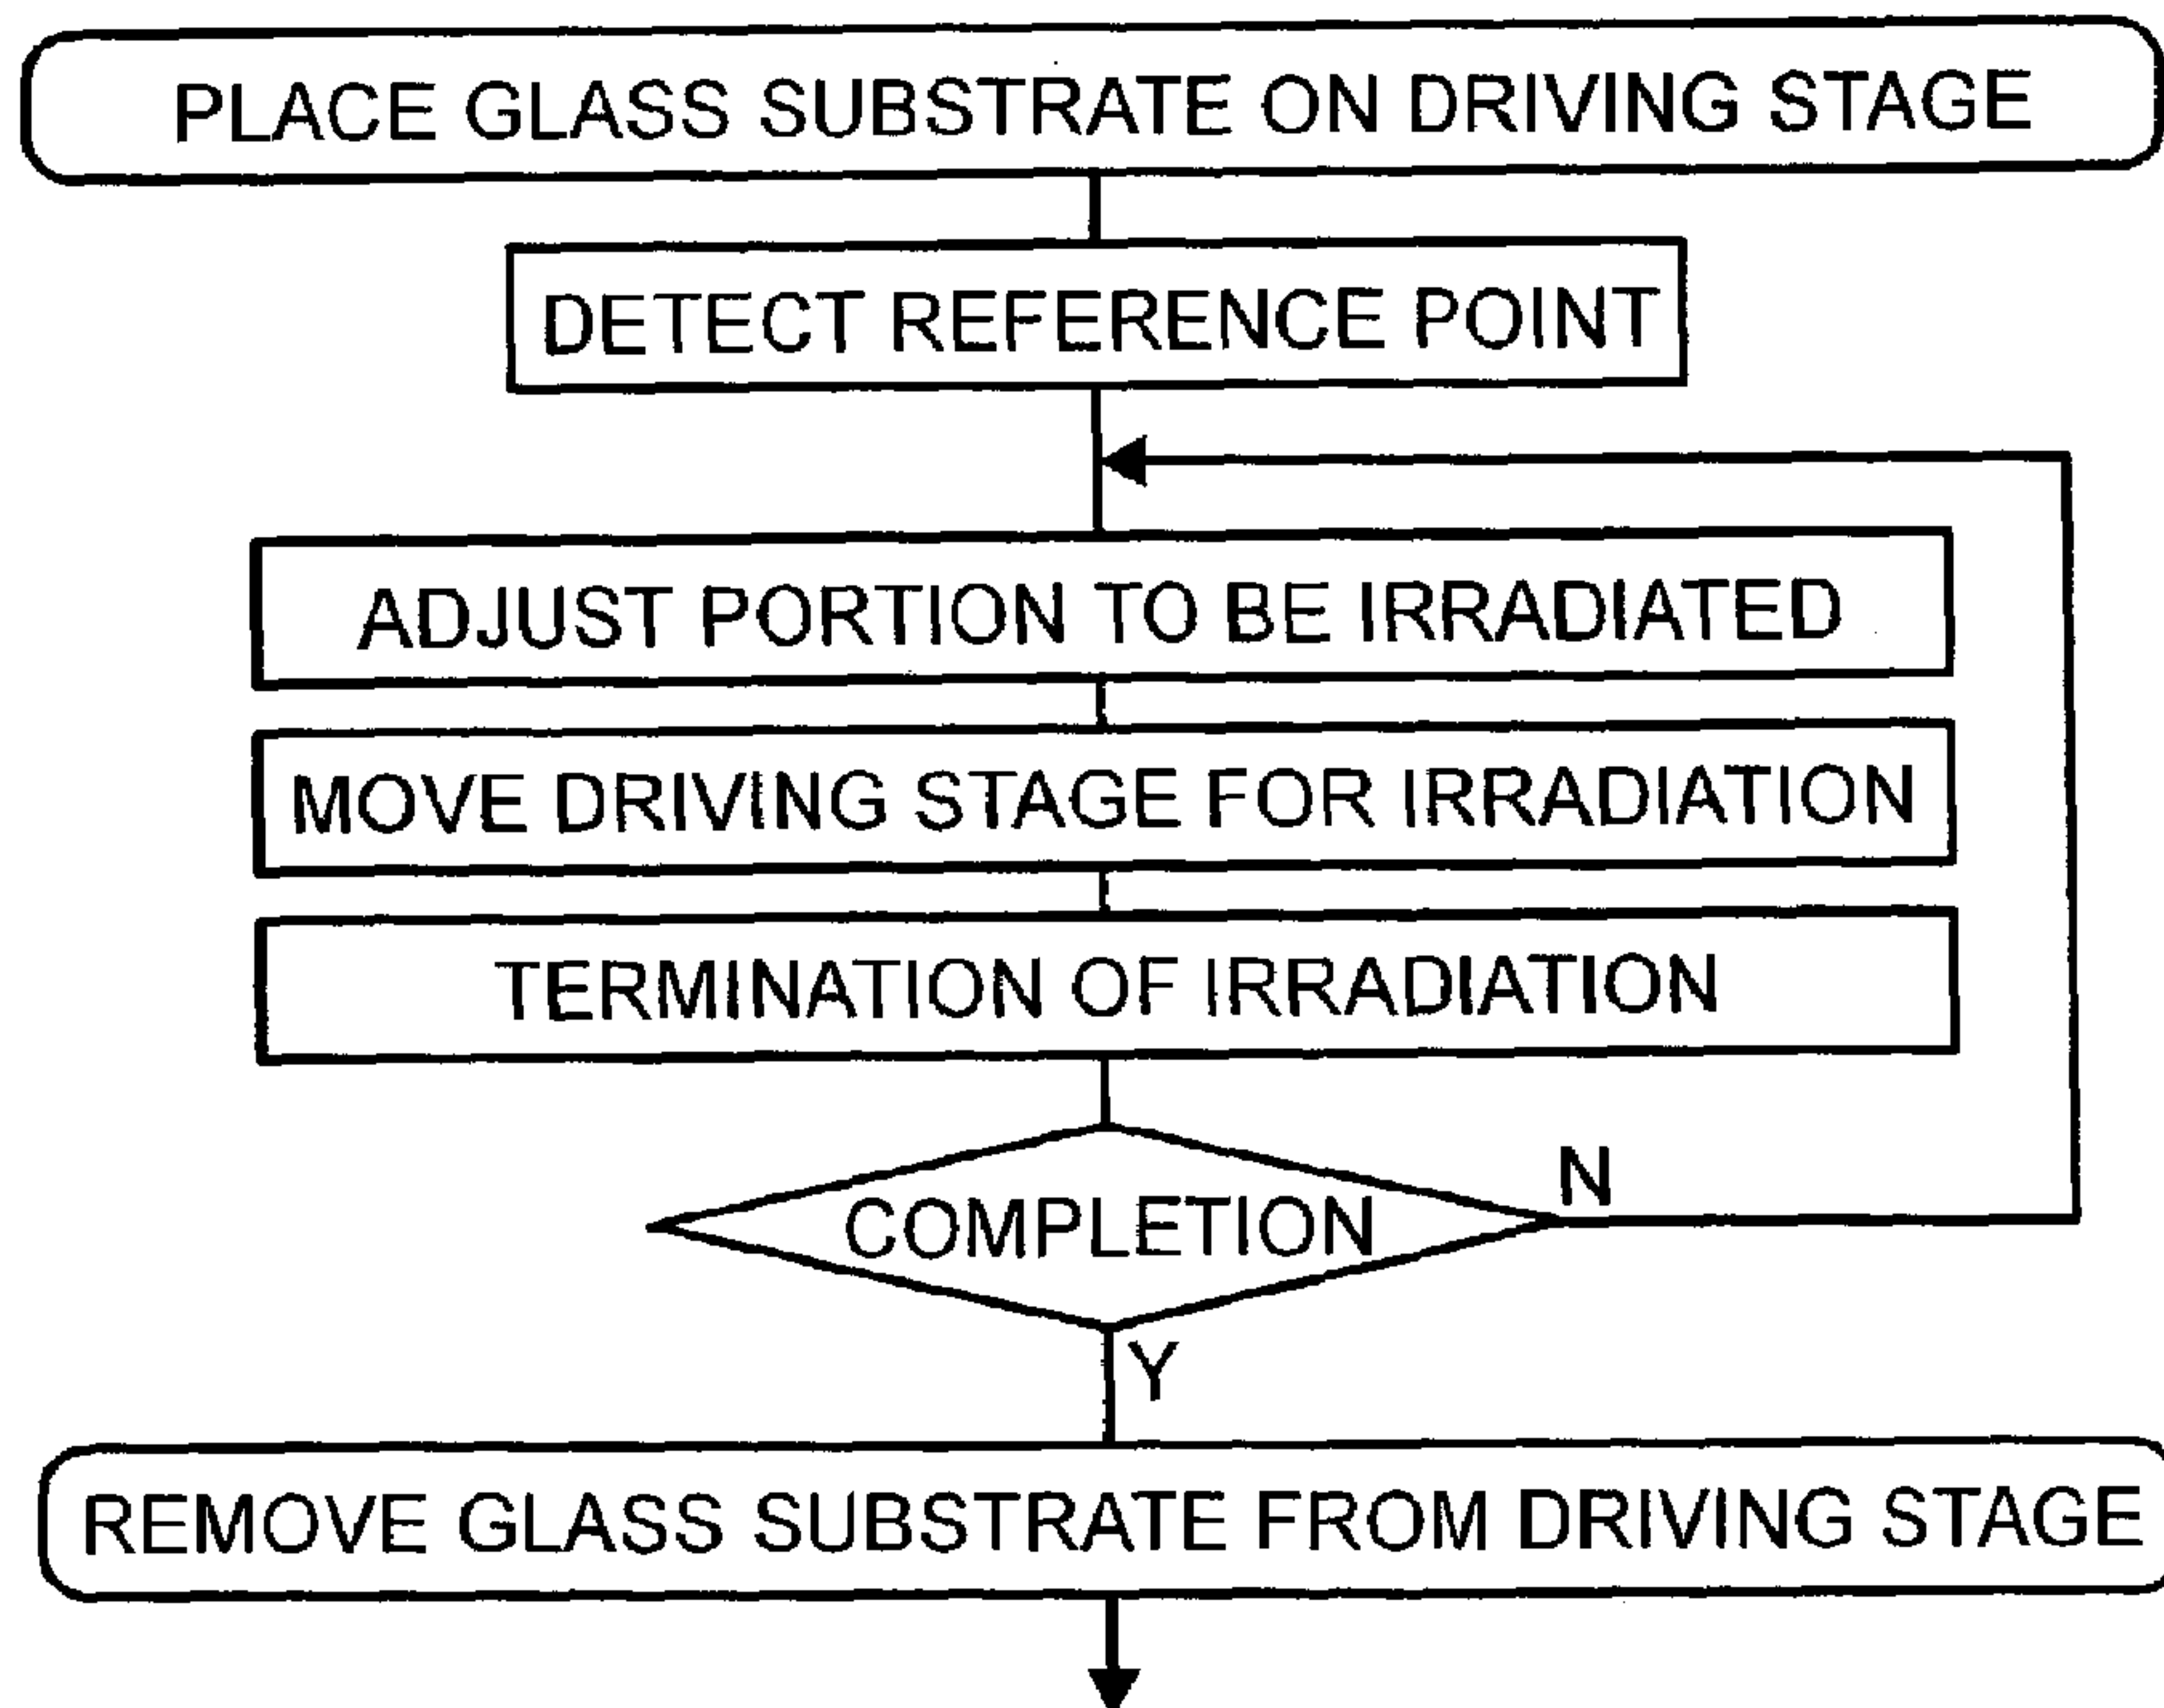 PLACE GLASS SUBSTRATE ON DRIVING STAGE
DETECT REFERENCE POINT
ADJUST PORTION TO BE IRRADIATED
MOVE DRIVING STAGE FOR IRRADIATION
TERMINATION OF IRRADIATION
COMPLETION
N
Y
REMOVE GLASS SUBSTRATE FROM DRIVING STAGE